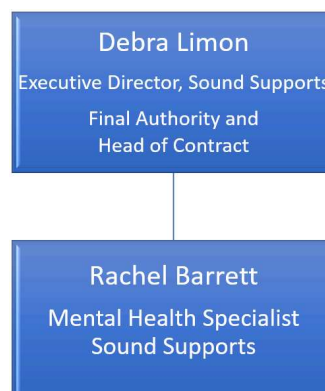 Debra Limon
Executive Director, Sound Supports
Final Authority and
Head of Contract
Rachel Barrett
Mental Health Specialist
Sound Supports